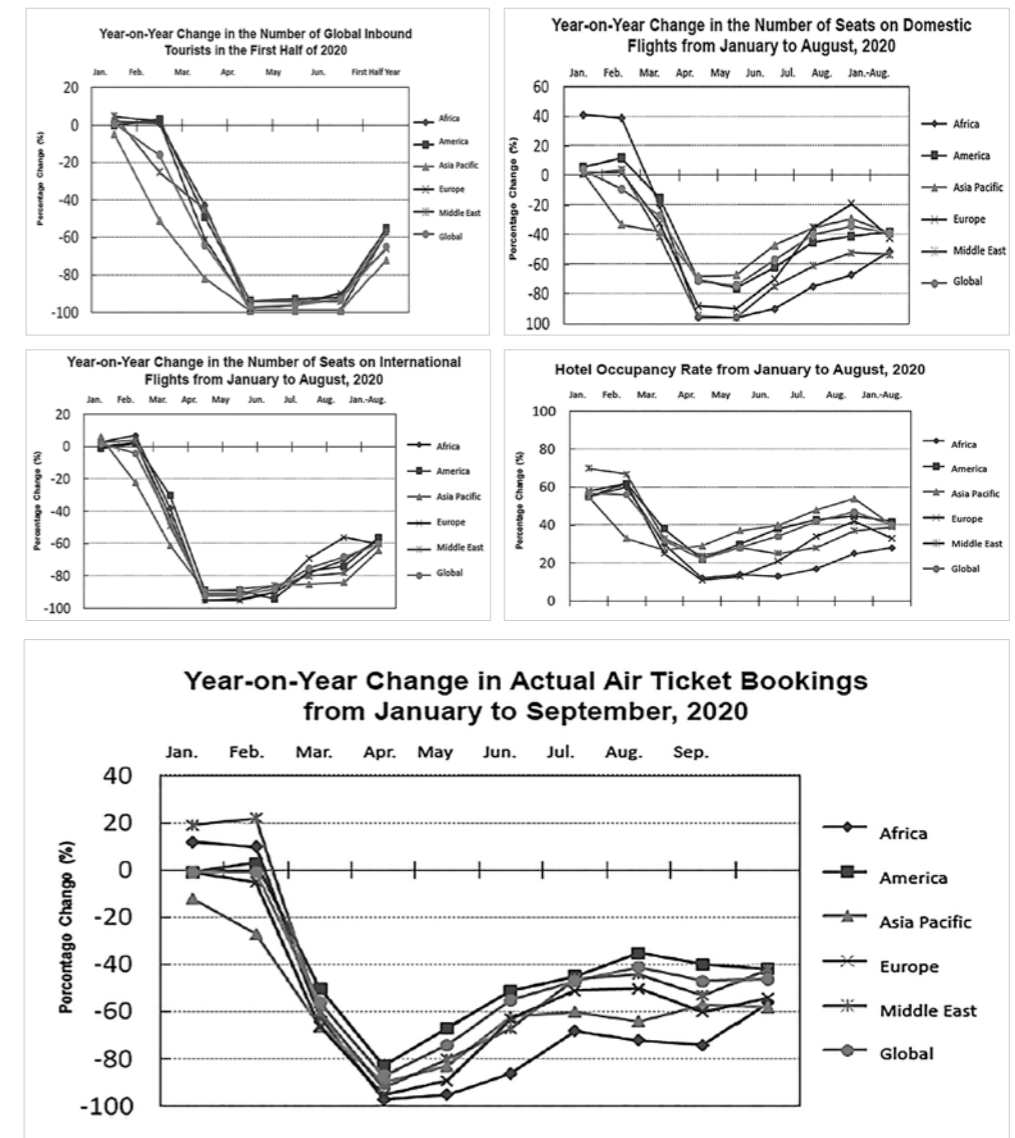 Year-on-Year Change in the Number of Global Inbound
Tourists in the First Half of 2020
Jan. Feb. Mar. Apr. May Jun. First Half Year
Percentage Change (%)
20
0
-20
-40
-60
-80
-100
Africa
America
Asia Pacific
Europe
Middle East
Global
Year-on-Year Change in the Number of Seats on Domestic
Flights from January to August, 2020
Jan. Feb. Mar. Apr. May Jun. Jul. Aug. Jan.-Aug.
Percentage Change (%)
60
40
20
0
-20
-40
-60
-80
100
Africa
America
Asia Pacific
Europe
Middle East
Global
Year-on-Year Change in the Number of Seats on International
Flights from January to August, 2020
Jan. Feb. Mar. Apr. May Jun. Jul. Aug. Jan.-Aug.
Percentage Change (%)
20
0
-20
-40
-60
-80
-100
Africa
America
Asia Pacific
Europe
Middle East
Global
Hotel Occupancy Rate from January to August, 2020
Jan. Feb. Mar. Apr. May Jun. Jul. Aug. Jan.-Aug.
Percentage Change (%)
100
80
60
40
20
0
Africa
America
Asia Pacific
Europe
Middle East
Global
Year-on-Year Change in Actual Air Ticket Bookings
from January to September, 2020
Jan. Feb. Mar. Apr. May Jun. Jul. Aug. Sep.
Porcontago Chango (%)
40
20
0
-20
-40
-60
-80
-100
Africa
America
Asia Pacific
Europe
Middle East
Global